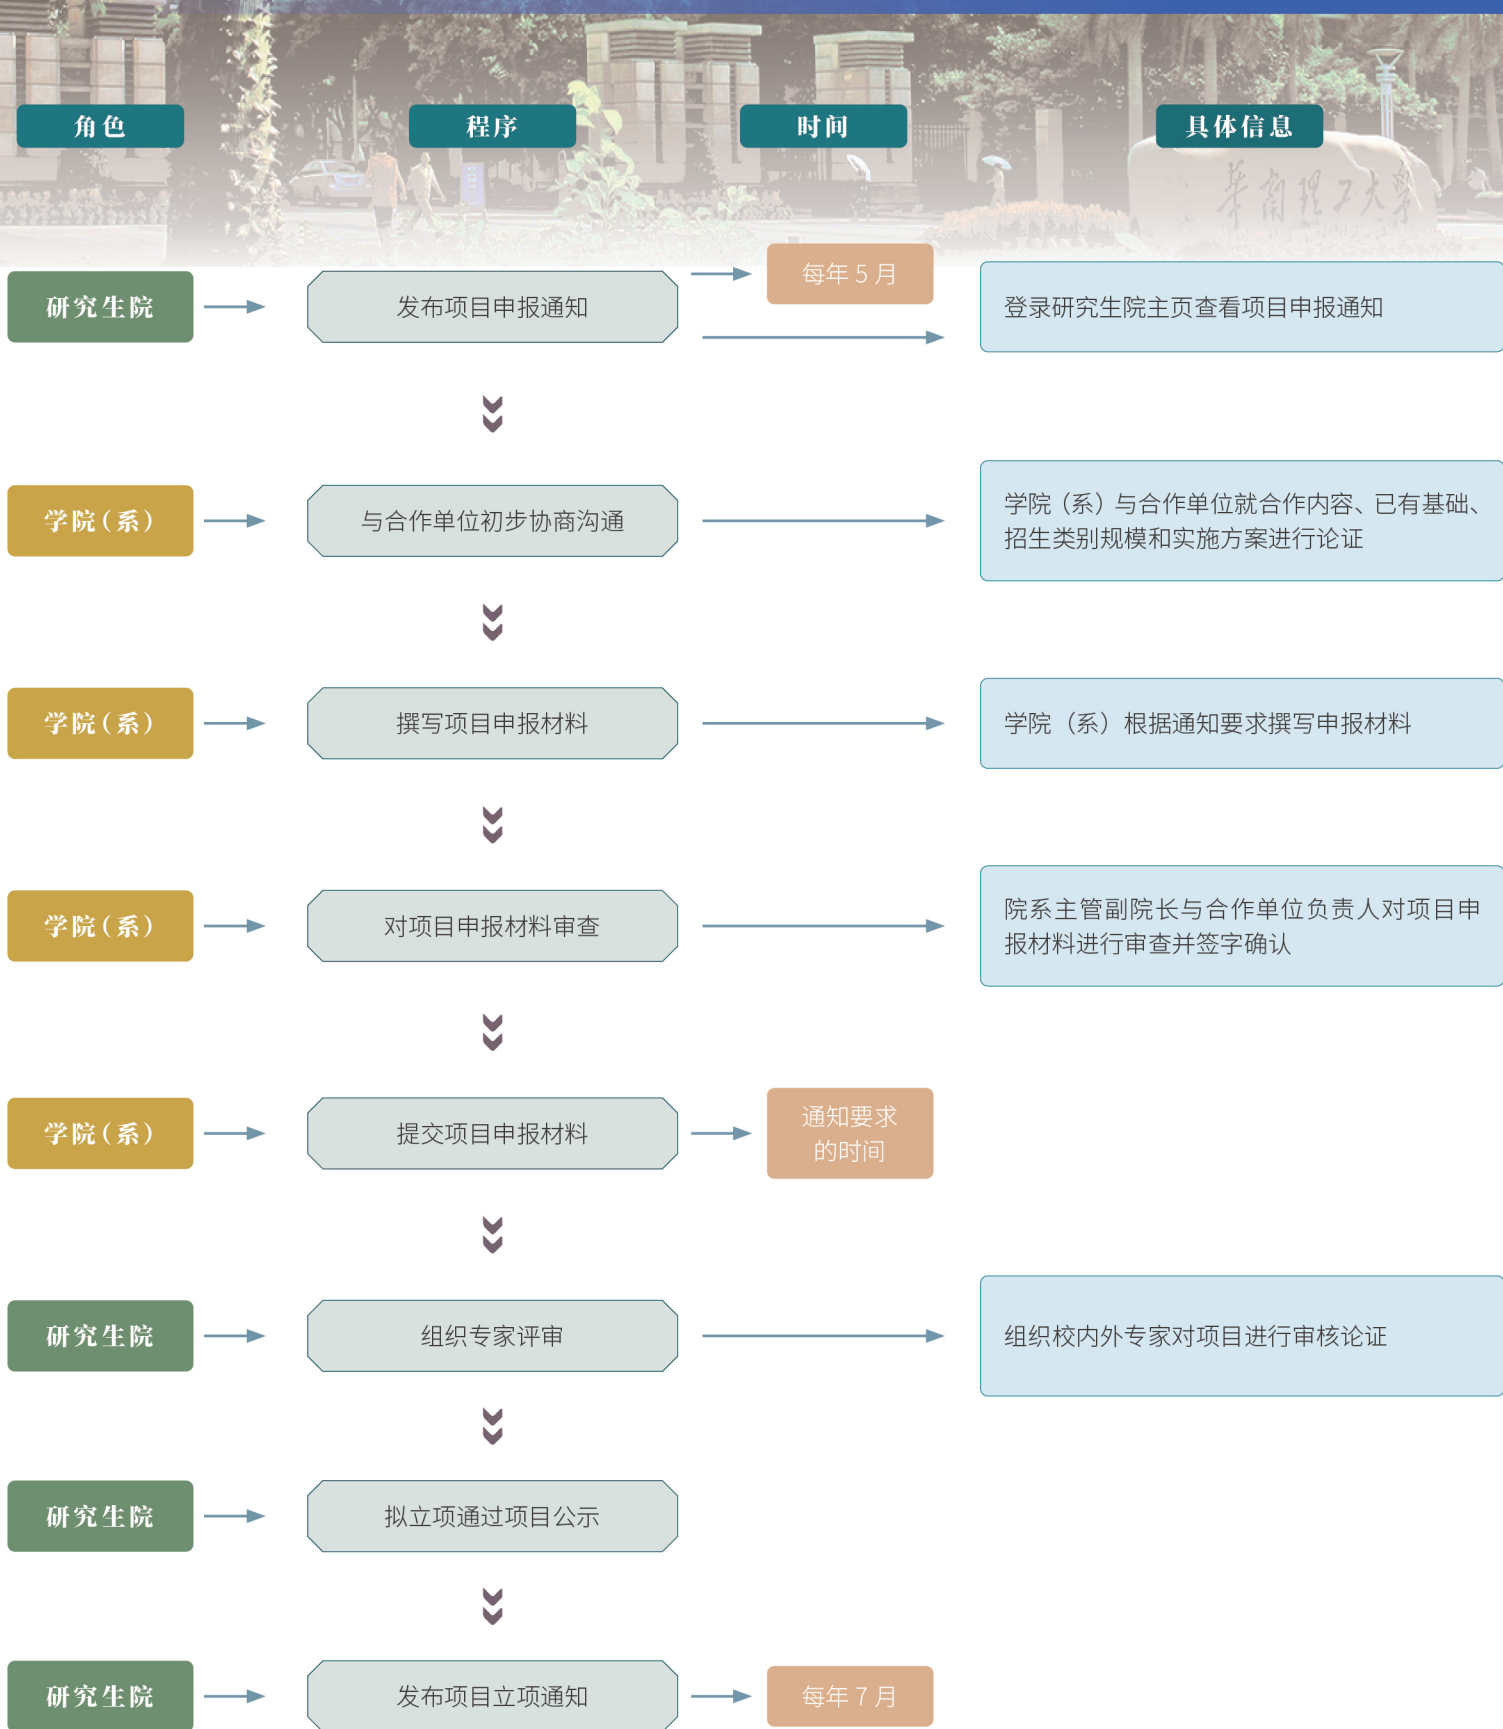 角色
程序
时间
具体信息
华南理工大学
研究生院
发布项目申报通知
每年 5 月
登录研究生院主页查看项目申报通知
学院(系)
与合作单位初步协商沟通
学院（系）与合作单位就合作内容、已有基础、
招生类别规模和实施方案进行论证
学院(系)
撰写项目申报材料
学院（系）根据通知要求撰写申报材料
学院(系)
对项目申报材料审查
院系主管副院长与合作单位负责人对项目申
报材料进行审查并签字确认
学院(系)
提交项目申报材料
通知要求
的时间
研究生院
组织专家评审
组织校内外专家对项目进行审核论证
研究生院
拟立项通过项目公示
研究生院
发布项目立项通知
每年 7 月